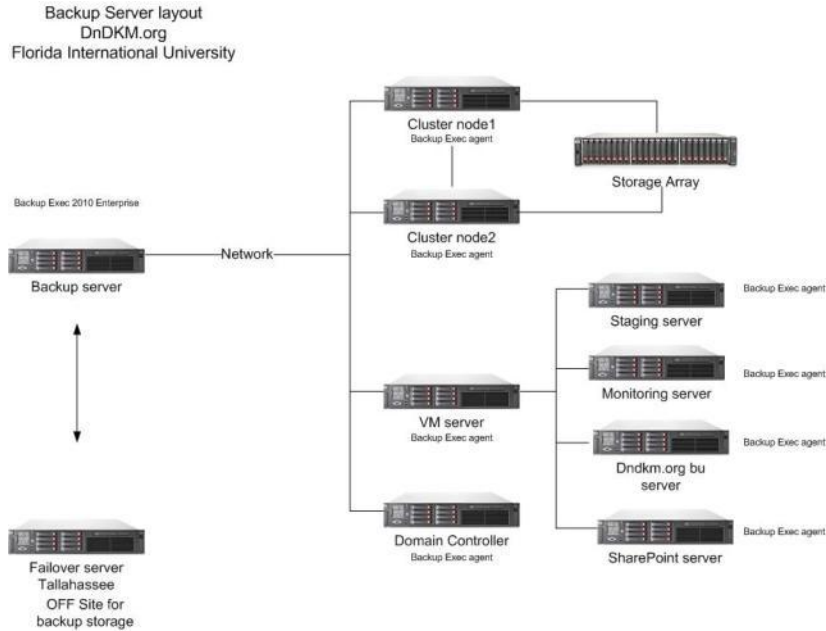 Backup Server layout
DnDKM.org
Florida International University
Cluster node1
Backup Exec agent
Storage Array
Backup Exec 2010 Enterprise
Cluster node2
Backup Exec agent
Network
Backup server
Backup Exec agent
Staging server
Backup Exec agent
Monitoring server
VM server
Backup Exec agent
Backup Exec agent
Dndkm.org bu
server
Domain Controller
Backup Exec agent
Backup Exec agent
SharePoint server
Failover server
Tallahassee
OFF Site for
backup storage